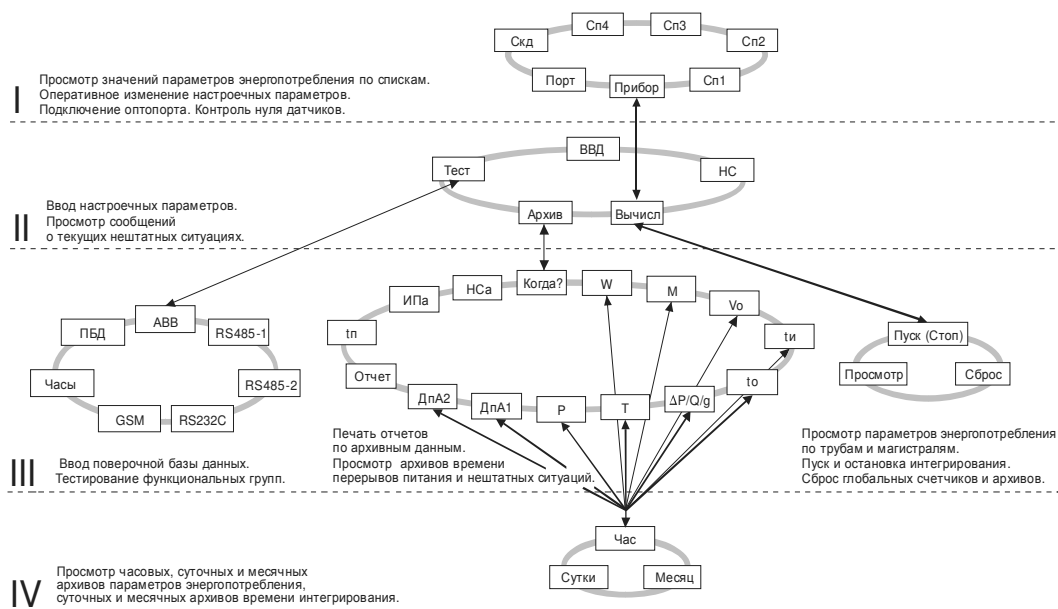 Сп4
Сп3
Скд
Сп2
Порт
Прибор
Сп1
I
Просмотр значений параметров энергопотребления по спискам.
Оперативное изменение настроечных параметров.
Подключение оптопорта. Контроль нуля датчиков.
ВВД
Тест
НС
Архив
Вычисл
II
Ввод настроечных параметров.
Просмотр сообщений
о текущих нештатных ситуациях.
Когда?
W
M
НСа
ИПа
Vo
tп
tи
Отчет
to
ДпА2
ДпА1
P
T
ΔP/Q/g
АВВ
ПБД
RS485-1
Часы
RS485-2
GSM
RS232C
Пуск (Стоп)
Просмотр
Сброс
III
Ввод поверочной базы данных.
Тестирование функциональных групп.
Печать отчетов
по архивным данным.
Просмотр архивов времени
перерывов питания и нештатных ситуаций.
Просмотр параметров энергопотребления
по трубам и магистралям.
Пуск и остановка интегрирования.
Сброс глобальных счетчиков и архивов.
Час
Сутки
Месяц
IV
Просмотр часовых, суточных и месячных
архивов параметров энергопотребления,
суточных и месячных архивов времени интегрирования.